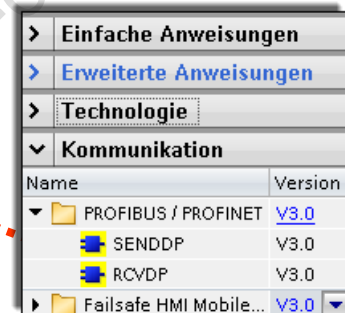 Einfache Anweisungen
Erweiterte Anweisungen
Technologie
Kommunikation
Name Version
PROFIBUS / PROFINET V3.0
SENDDP V3.0
RCVDP V3.0
Failsafe HMI Mobile... V3.0